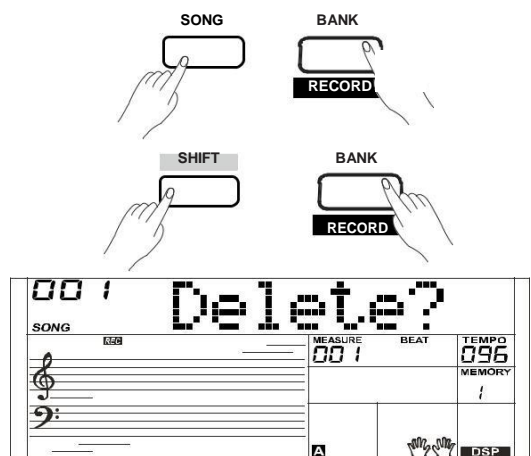 SONG BANK
RECORD
SHIFT BANK
RECORD
001 Delete?
SONG
REC MEASURE BEAT TEMPO
001 096
MEMORY
1
A DSP